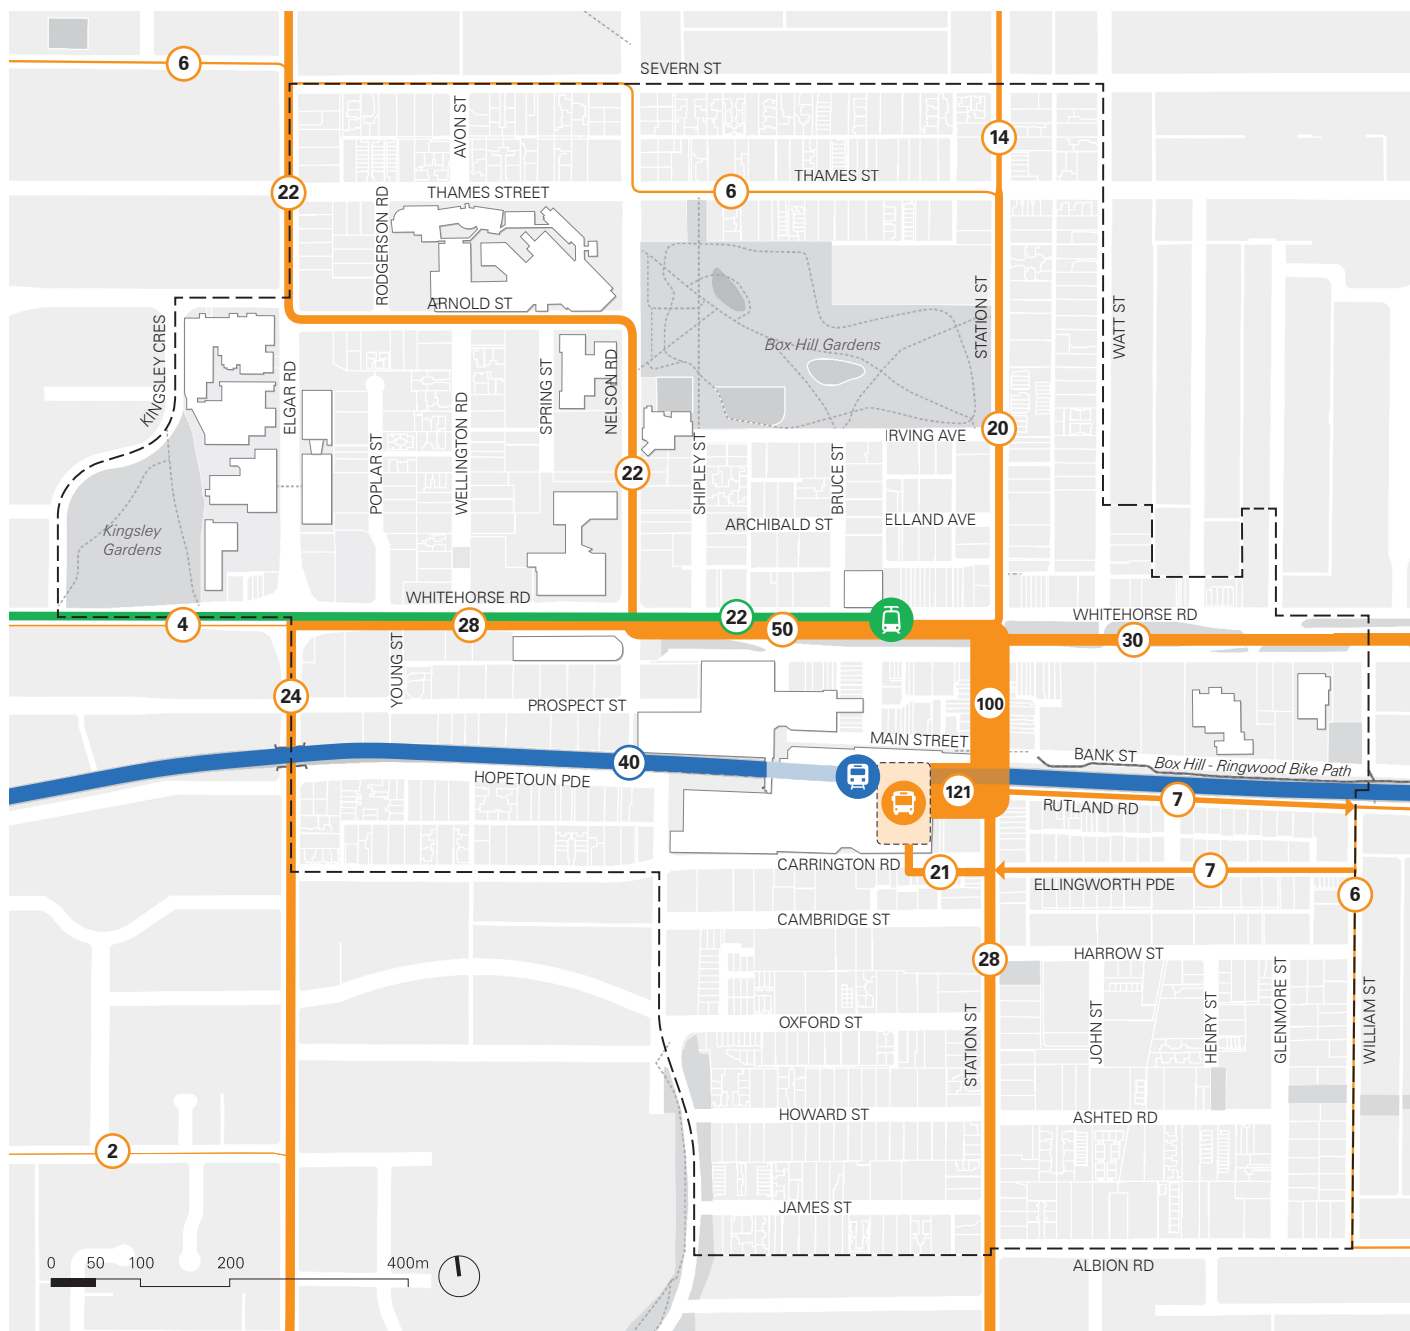 6
SEVERN ST
AVON ST
14
22
THAMES STREET
6
THAMES ST
RODGERSON RD
ARNOLD ST
STATION ST
WATT ST
KINGSLEY CRES
ELGAR RD
Box Hill Gardens
SPRING ST
NELSON RD
POPLAR ST
WELLINGTON RD
22
SHIPLEY ST
BRUCE ST
IRVING AVE
20
ARCHIBALD ST
ELLAND AVE
Kingsley
Gardens
WHITEHORSE RD
4
28
22
50
WHITEHORSE RD
30
YOUNG ST
24
PROSPECT ST
100
MAIN STREET
40
HOPETOUN PDE
BANK ST
Box Hill - Ringwood Bike Path
121
RUTLAND RD
7
CARRINGTON RD
21
7
ELLINGWORTH PDE
6
CAMBRIDGE ST
28
HARROW ST
STATION ST
JOHN ST
HENRY ST
GLENMORE ST
WILLIAM ST
OXFORD ST
HOWARD ST
ASHTED RD
2
JAMES ST
0 50 100 200 400m
ALBION RD